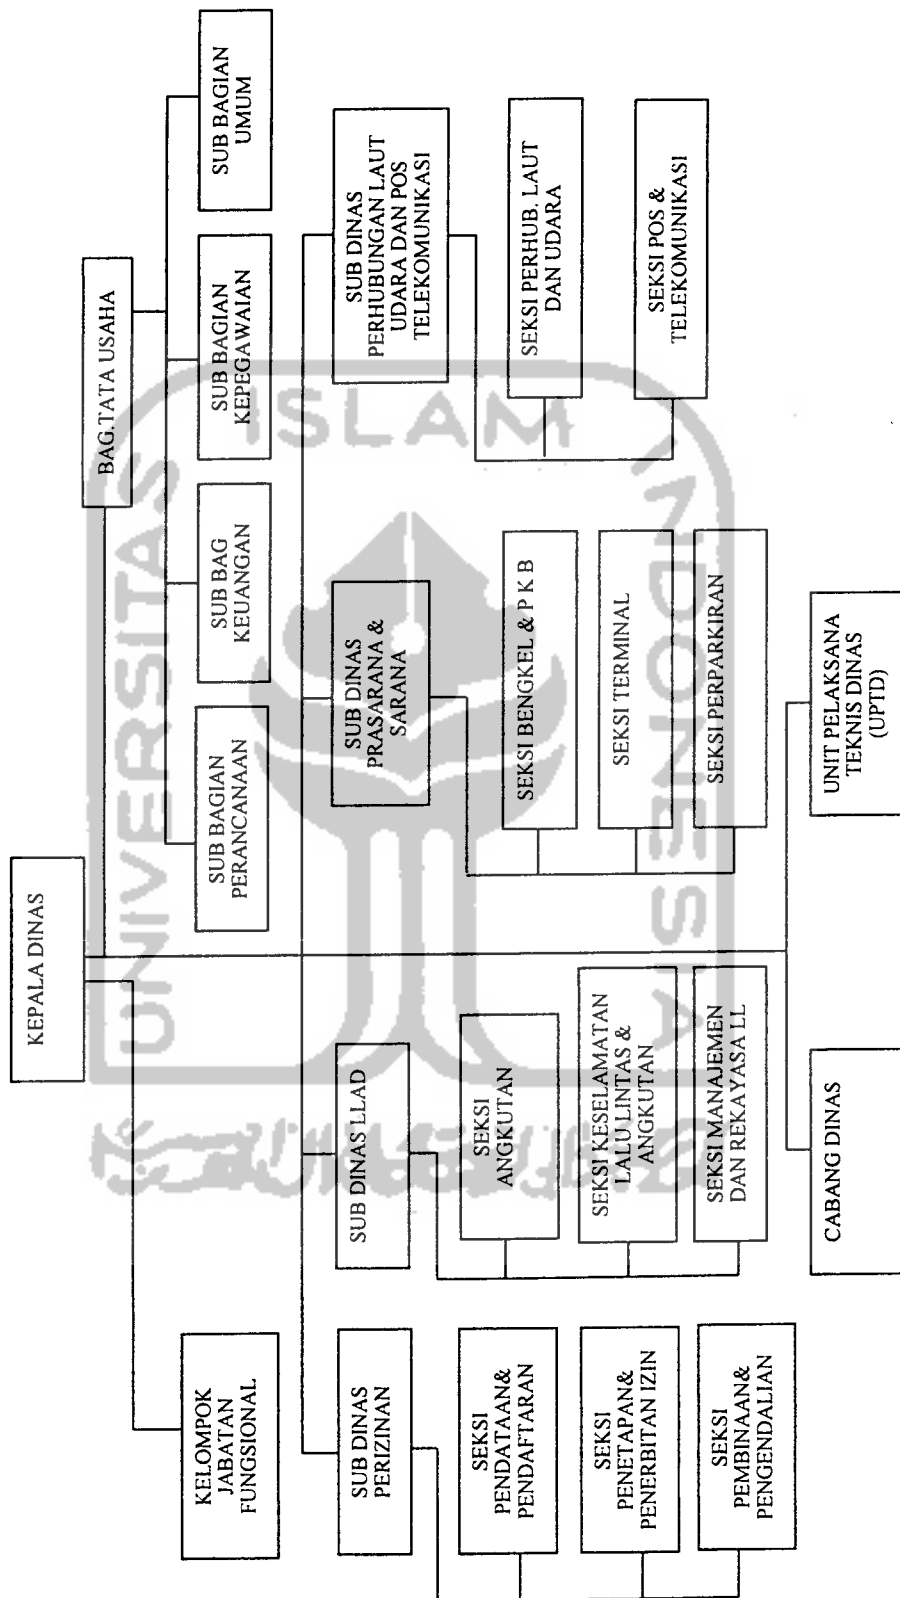 KEPALA DINAS
BAG.TATA USAHA
KELOMPOK
JABATAN
FUNGSIONAL
SUB BAGIAN
PERANCANAAN
SUB BAG
KEUANGAN
SUB BAGIAN
KEPEGAWAIAN
SUB BAGIAN
UMUM
SUB DINAS
PERIZINAN
SUB DINAS LLAD
SUB DINAS
PRASARANA &
SARANA
SUB DINAS
PERHUBUNGAN LAUT
UDARA DAN POS
TELEKOMUNIKASI
SEKSI
PENDATAAN&
PENDAFTARAN
SEKSI
PENETAPAN&
PENERBITAN IZIN
SEKSI
PEMBINAAN&
PENGENDALIAN
SEKSI
ANGKUTAN
SEKSI KESELAMATAN
LALU LINTAS &
ANGKUTAN
SEKSI MANAJEMEN
DAN REKAYASA LL
SEKSI BENGKEL & P K B
SEKSI TERMINAL
SEKSI PERPARKIRAN
SEKSI PERHUB. LAUT
DAN UDARA
SEKSI POS &
TELEKOMUNIKASI
CABANG DINAS
UNIT PELAKSANA
TEKNIS DINAS
(UPTD)
UNIVERSITAS
ISLAM
INDONESIA